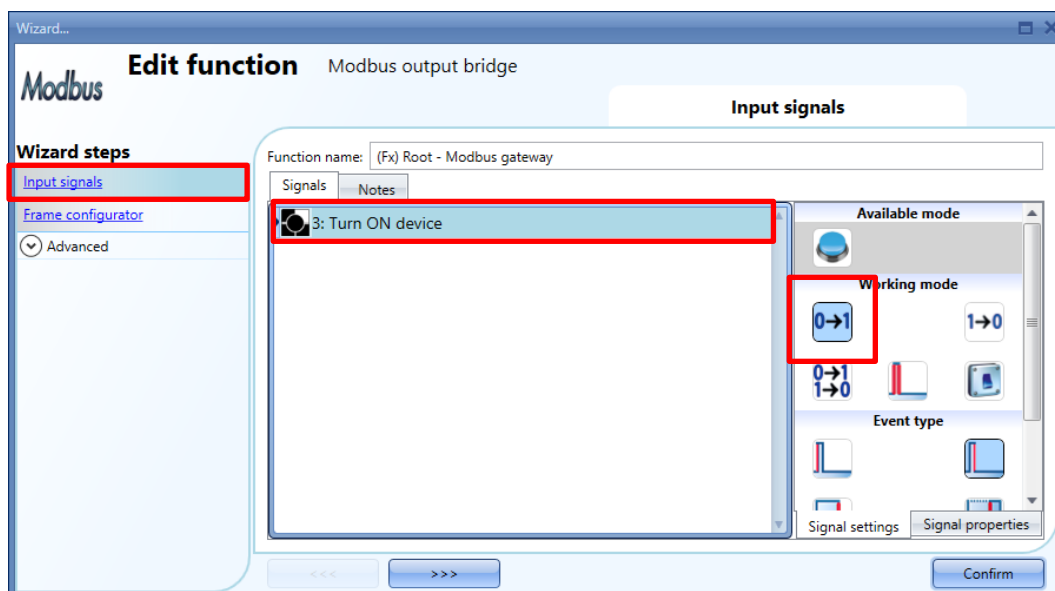 Wizard...
Modbus
Edit function
Modbus output bridge
Input signals
Wizard steps
Input signals
Frame configurator
Advanced
Function name: (Fx) Root - Modbus gateway
Signals
Notes
3: Turn ON device
Available mode
Working mode
0→1
1→0
0→1
1→0
Event type
Signal settings
Signal properties
<<<
>>>
Confirm